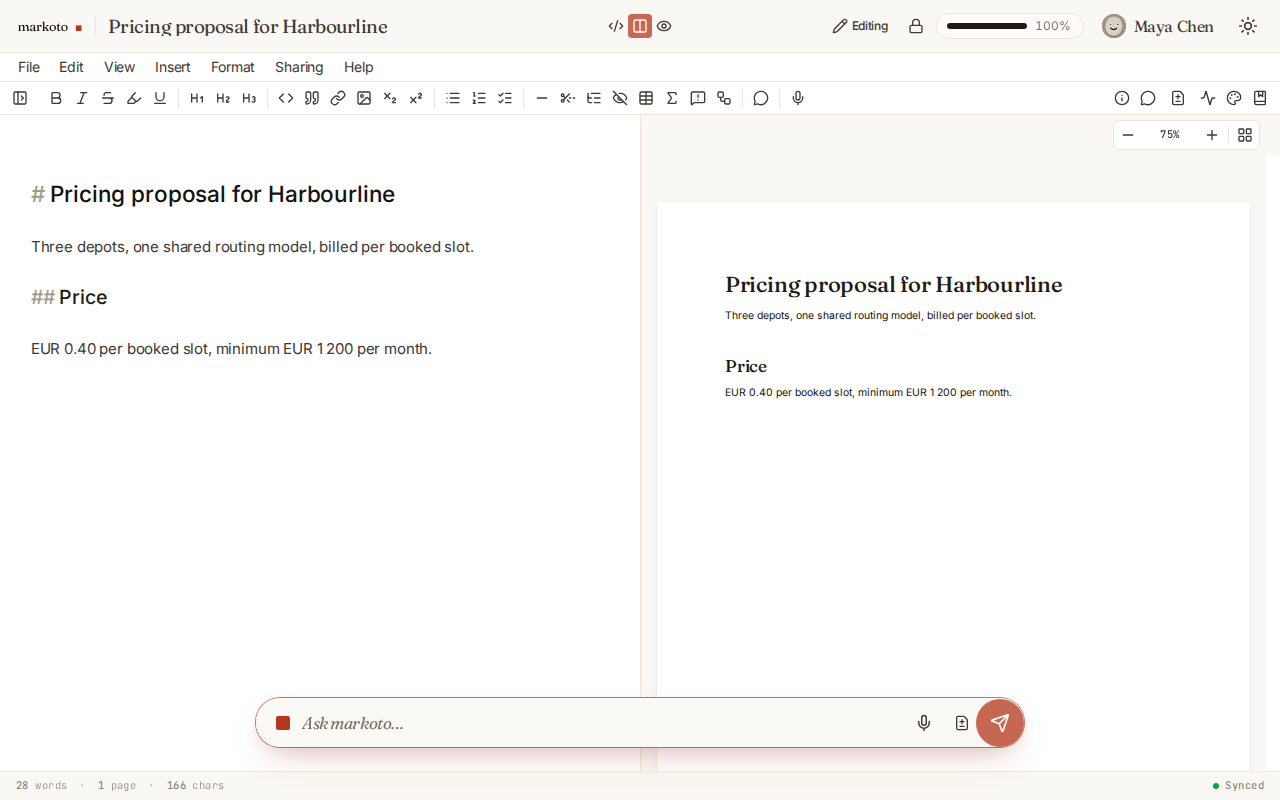 markoto
Pricing proposal for Harbourline
Editing
100%
Maya Chen
File Edit View Insert Format Sharing Help
H1 H2 H3
75%
# Pricing proposal for Harbourline
Three depots, one shared routing model, billed per booked slot.
## Price
EUR 0.40 per booked slot, minimum EUR 1 200 per month.
Pricing proposal for Harbourline
Three depots, one shared routing model, billed per booked slot.
Price
EUR 0.40 per booked slot, minimum EUR 1 200 per month.
Ask markoto...
28 words · 1 page · 166 chars
Synced